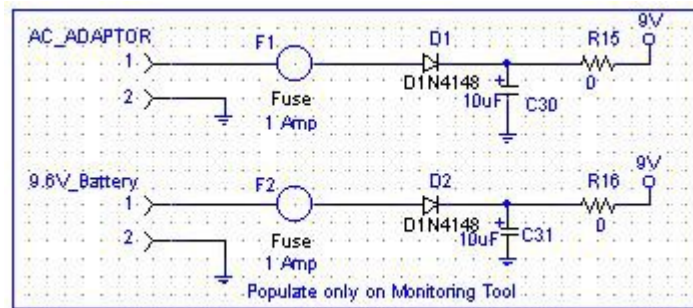 AC_ADAPTOR
F1
D1
R15
9V
1
2
Fuse
1 Amp
D1N4148
+
10uF
C30
0
9.6V_Battery
F2
D2
R16
9V
1
2
Fuse
1 Amp
D1N4148
+
10uF
C31
0
Populate only on Monitoring Tool